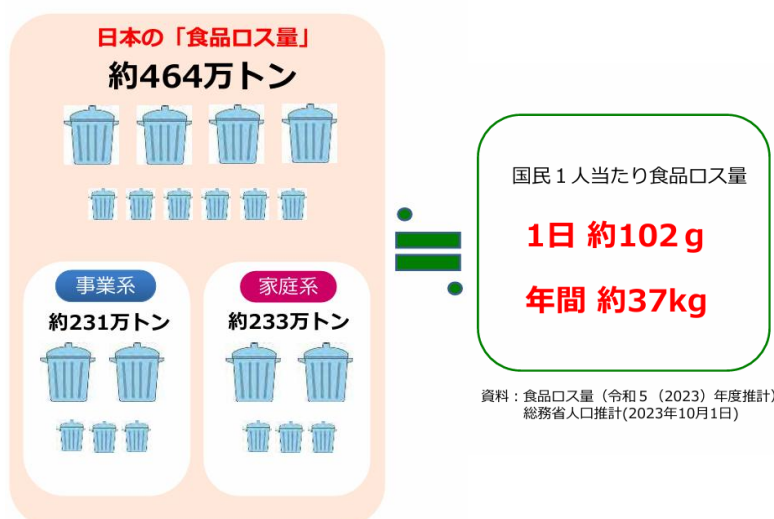 日本の「食品ロス量」
約464万トン
事業系
約231万トン
家庭系
約233万トン
≒
国民１人当たり食品ロス量
1日 約102ｇ
年間 約37kg
資料：食品ロス量（令和５（2023）年度推計）
総務省人口推計(2023年10月1日)